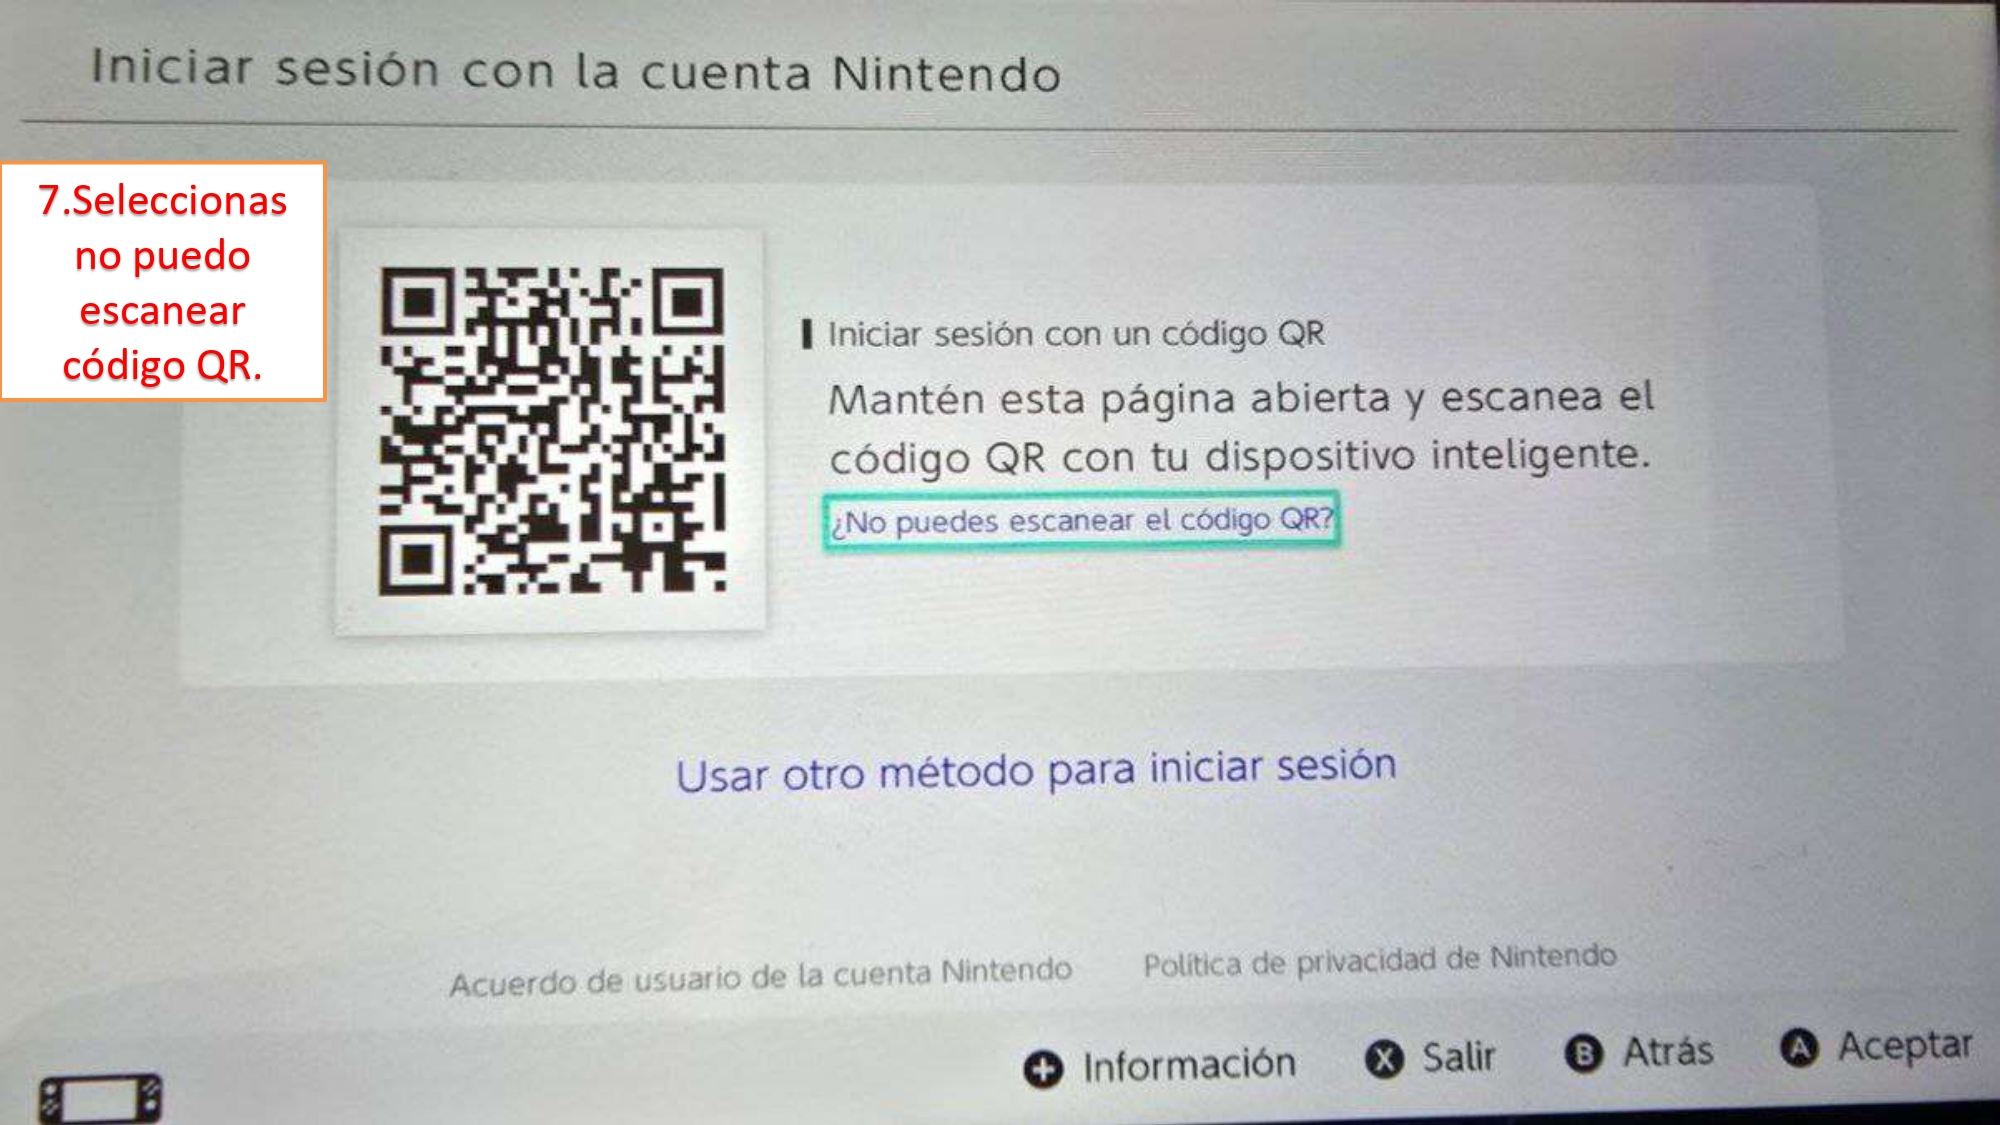 Iniciar sesión con la cuenta Nintendo
7.Seleccionas
no puedo
escanear
código QR.
Iniciar sesión con un código QR
Mantén esta página abierta y escanea el
código QR con tu dispositivo inteligente.
¿No puedes escanear el código QR?
Usar otro método para iniciar sesión
Acuerdo de usuario de la cuenta Nintendo
Política de privacidad de Nintendo
+ Información
X Salir
B Atrás
A Aceptar